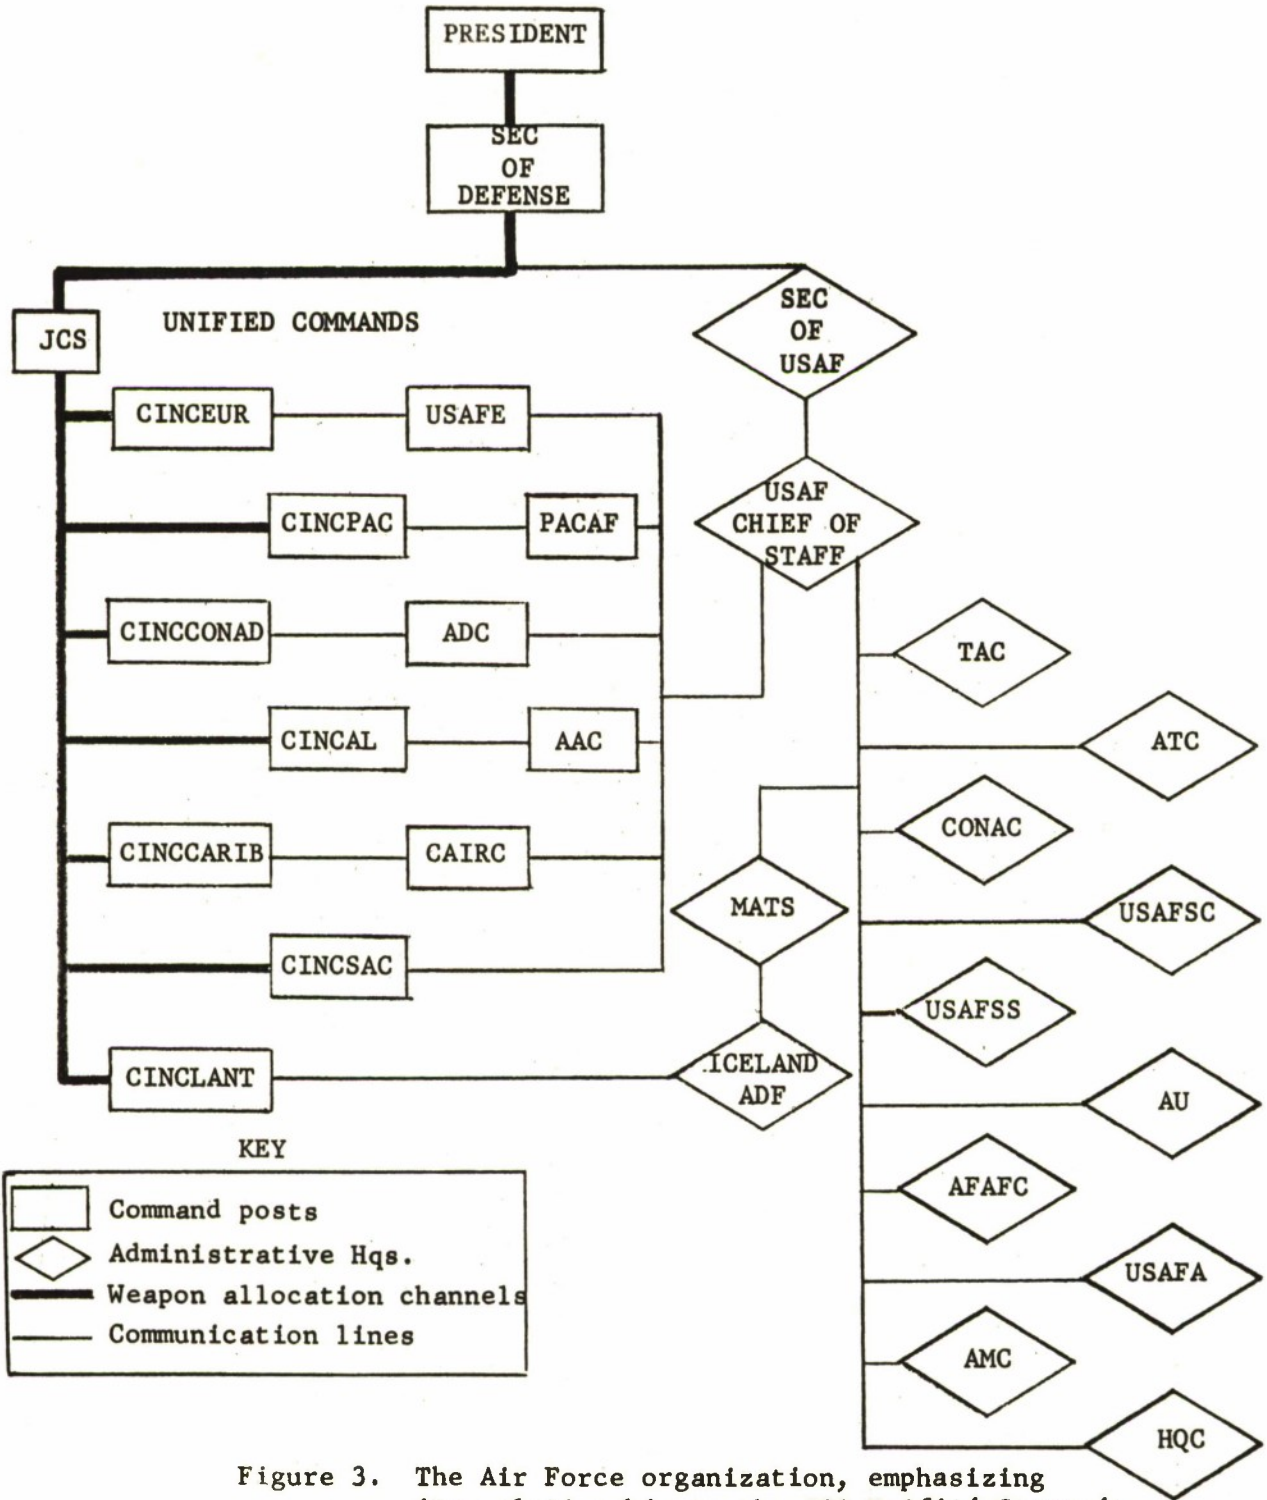 PRESIDENT
SEC
OF
DEFENSE
SEC
OF
USAF
UNIFIED COMMANDS
JCS
CINCEUR
USAFE
USAF
CHIEF OF
STAFF
CINCPAC
PACAF
CINCCONAD
ADC
TAC
CINCAL
AAC
ATC
CONAC
CINCCARIB
CAIRC
MATS
USAFSC
CINCSAC
USAFSS
CINCLANT
ICELAND
ADF
AU
AFAFC
USAFA
AMC
HQC
KEY
Command posts
Administrative Hqs.
Weapon allocation channels
Communication lines
Figure 3. The Air Force organization, emphasizing